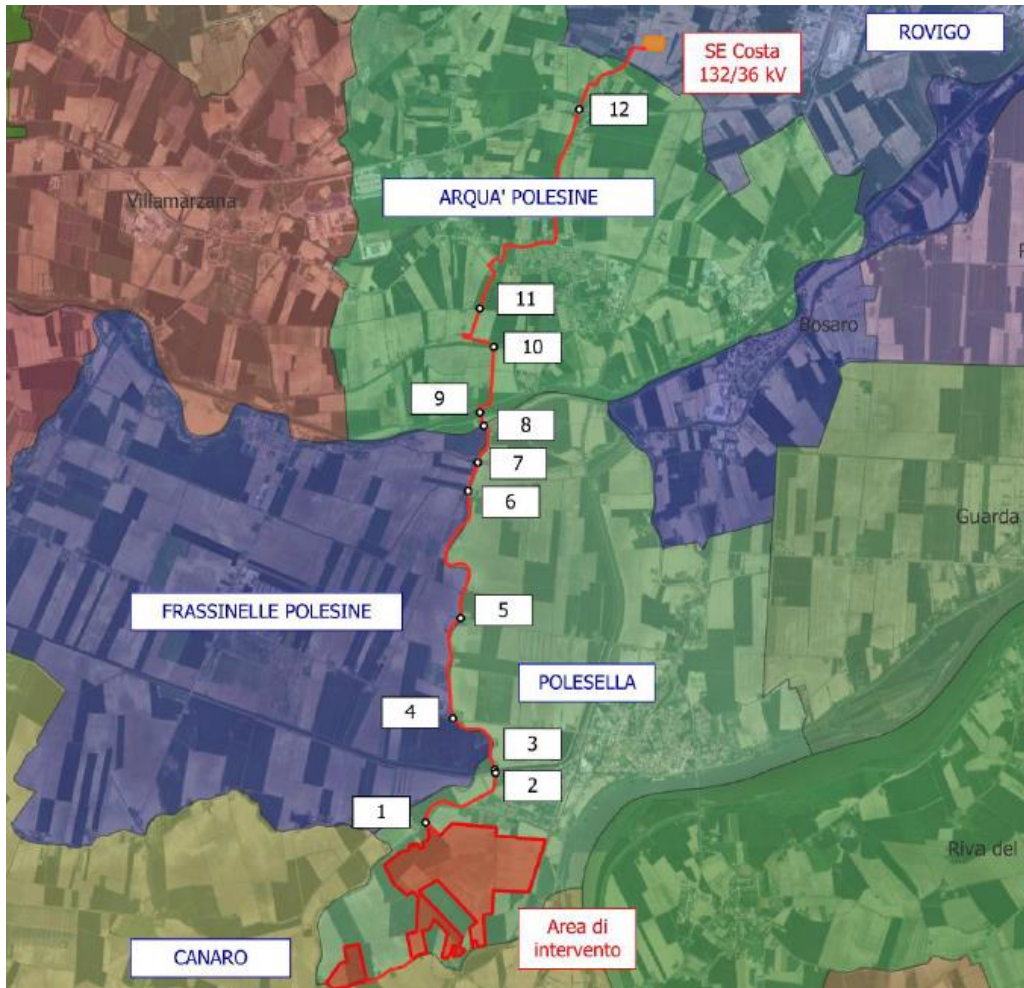 ROVIGO
SE Costa
132/36 kV
12
ARQUA' POLESINE
Villamarzana
11
10
Bosaro
9
8
7
6
Guarda
5
FRASSINELLE POLESINE
POLESELLA
4
3
2
1
Riva del
Area di
intervento
CANARO